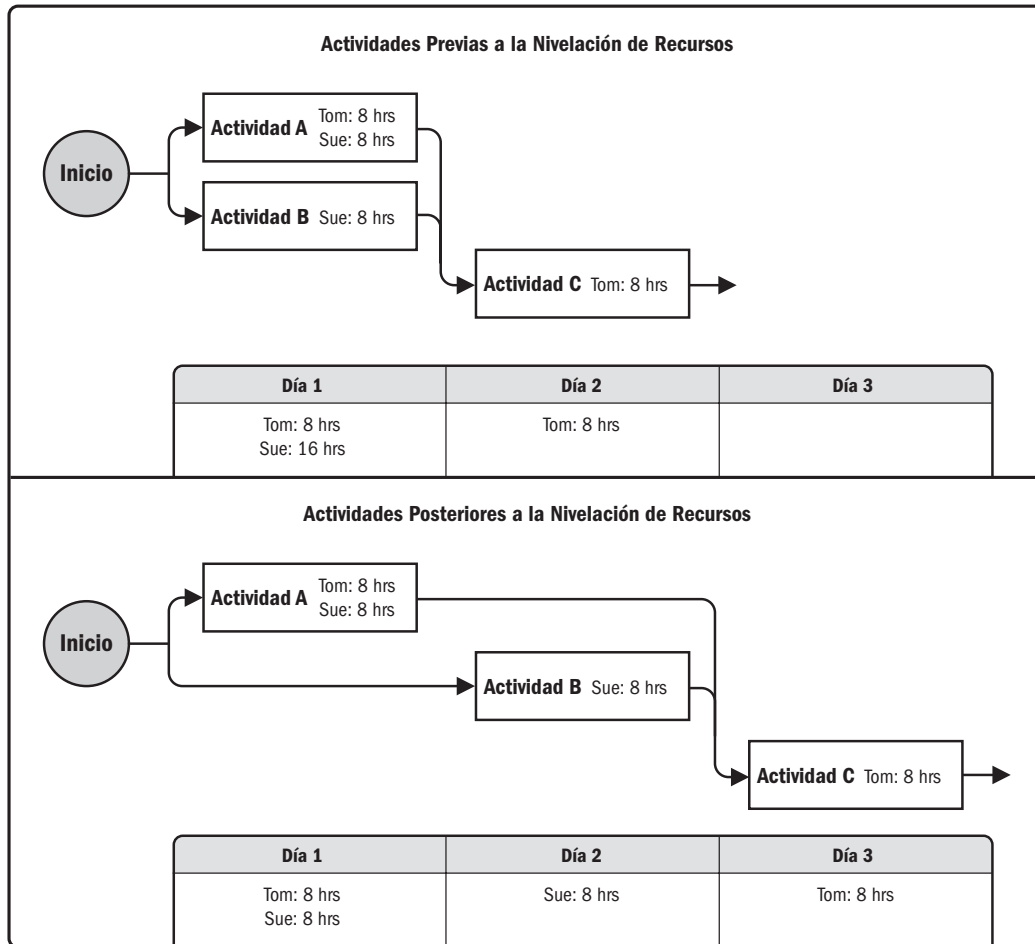 Actividades Previas a la Nivelación de Recursos
Inicio
Actividad A
Tom: 8 hrs
Sue: 8 hrs
Actividad B Sue: 8 hrs
Actividad C Tom: 8 hrs
Día 1
Día 2
Día 3
Tom: 8 hrs
Sue: 16 hrs
Tom: 8 hrs
Actividades Posteriores a la Nivelación de Recursos
Inicio
Actividad A
Tom: 8 hrs
Sue: 8 hrs
Actividad B Sue: 8 hrs
Actividad C Tom: 8 hrs
Día 1
Día 2
Día 3
Tom: 8 hrs
Sue: 8 hrs
Sue: 8 hrs
Tom: 8 hrs